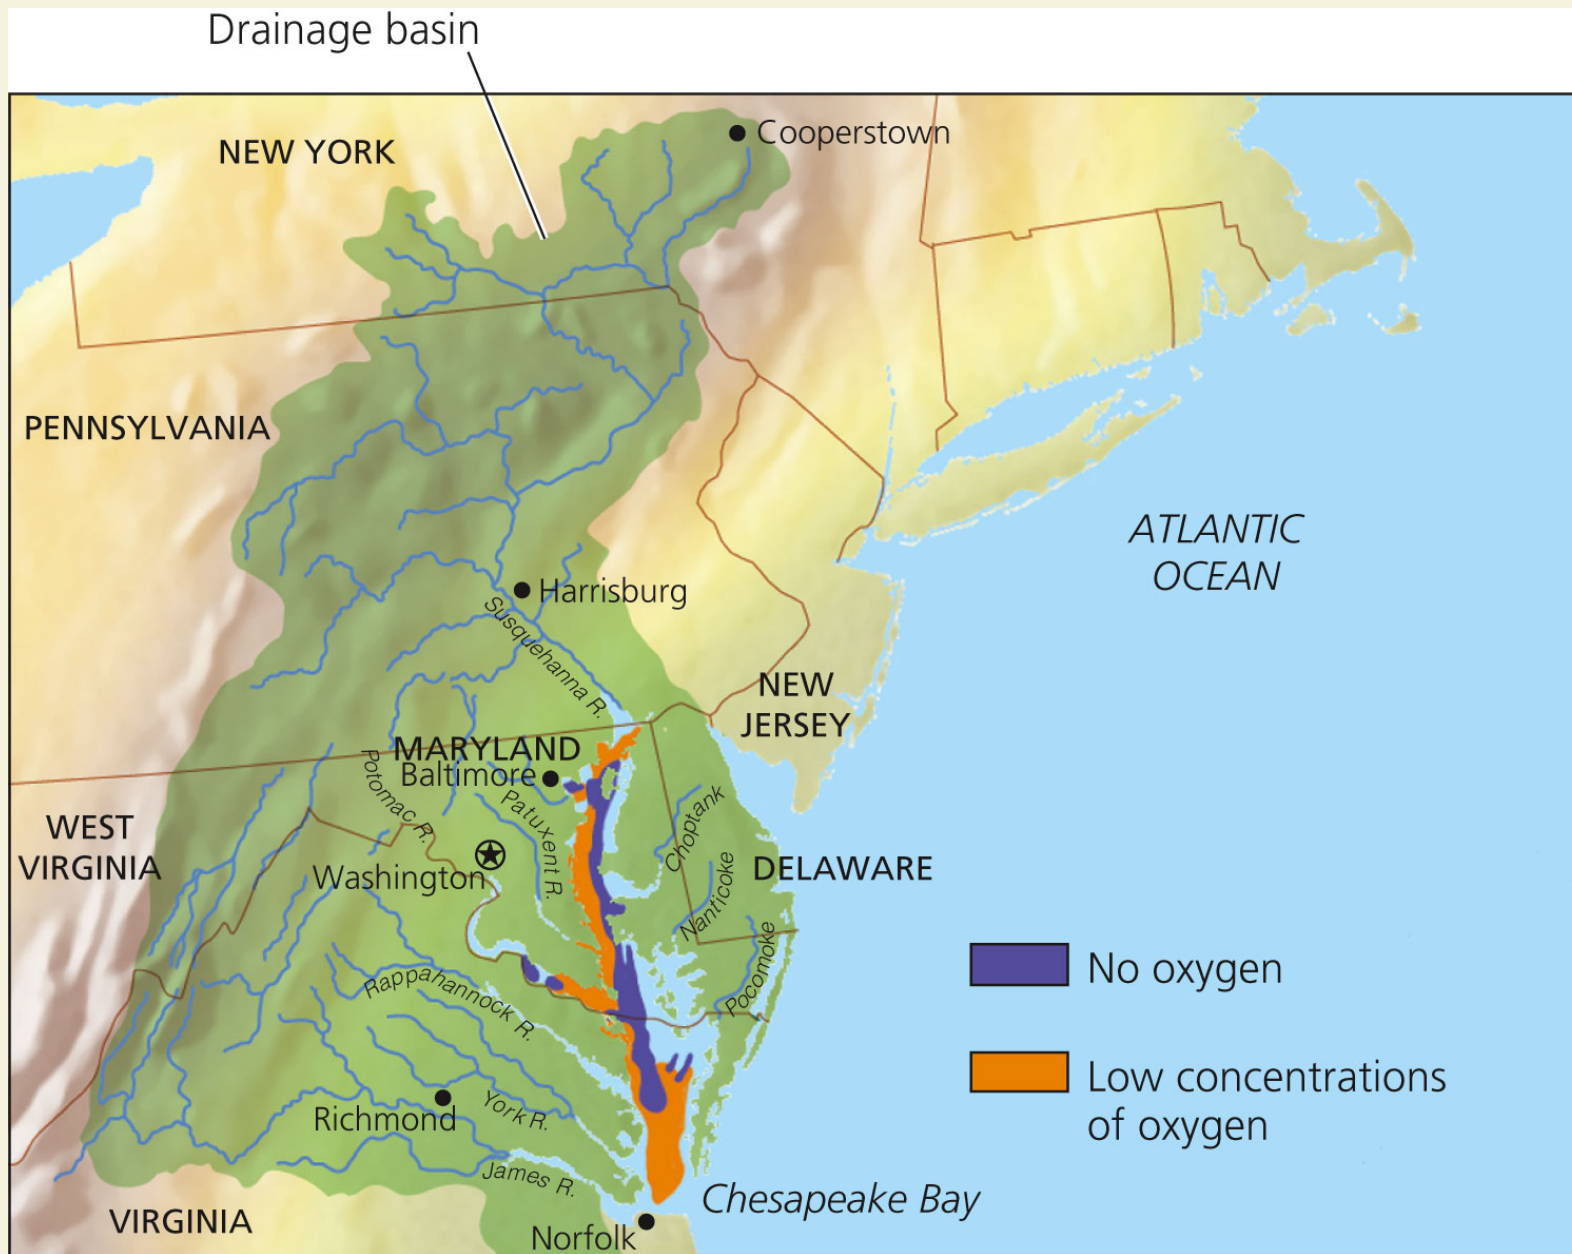 Drainage basin
NEW YORK
Cooperstown
PENNSYLVANIA
ATLANTIC
OCEAN
Harrisburg
Susquehanna R.
NEW
JERSEY
MARYLAND
Baltimore
Potomac R.
Patuxent R.
Choptank
WEST
VIRGINIA
Washington
Nanticoke
DELAWARE
Pocomoke
No oxygen
Rappahannock R.
Low concentrations
of oxygen
Richmond
York R.
James R.
Chesapeake Bay
VIRGINIA
Norfolk